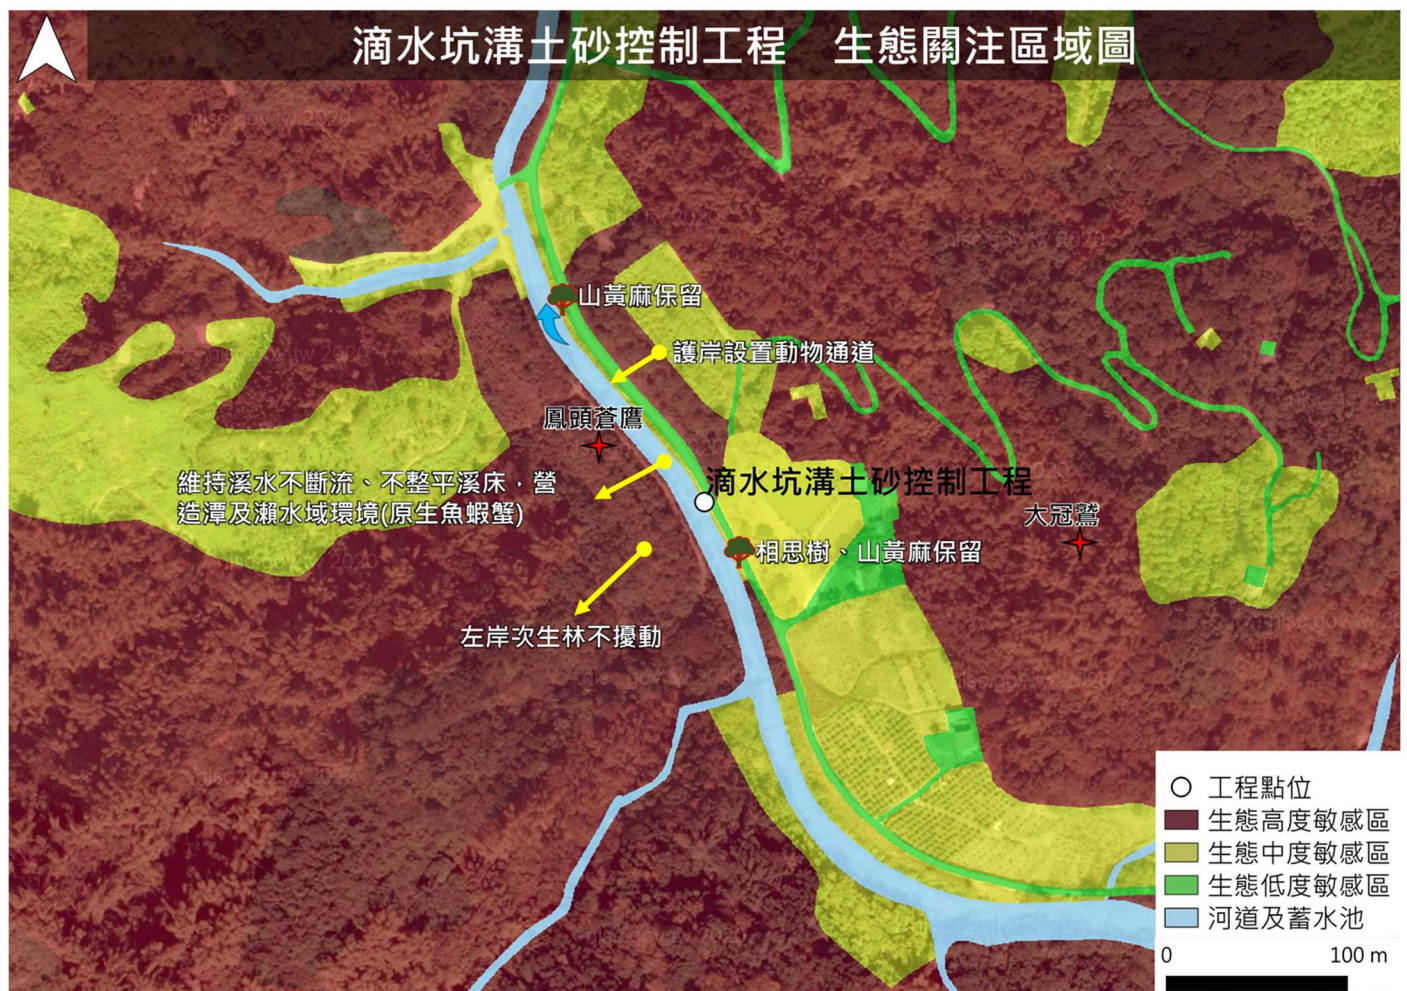 滴水坑溝土砂控制工程　生態關注區域圖
山黃麻保留
護岸設置動物通道
鳳頭蒼鷹
維持溪水不斷流、不整平溪床，營
造潭及瀨水域環境(原生魚蝦蟹)
滴水坑溝土砂控制工程
大冠鷲
相思樹、山黃麻保留
左岸次生林不擾動
工程點位
生態高度敏感區
生態中度敏感區
生態低度敏感區
河道及蓄水池
0 100 m